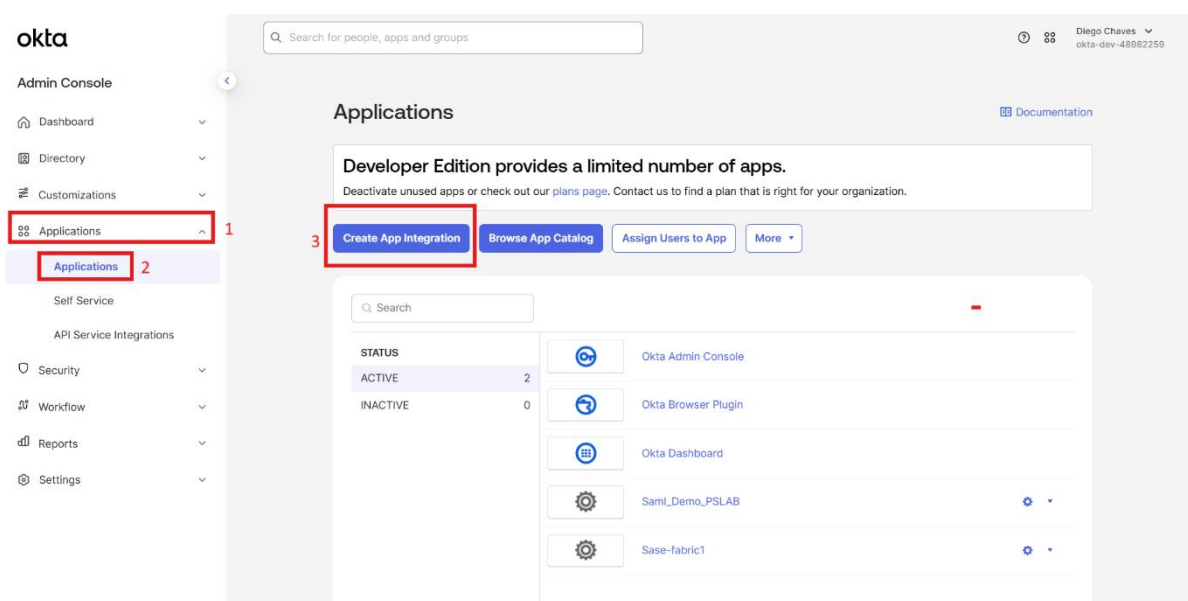 okta
Search for people, apps and groups
Diego Chaves
okta-dev-48982259
Admin Console
Dashboard
Directory
Customizations
Applications 1
Applications 2
Self Service
API Service Integrations
Security
Workflow
Reports
Settings
Applications
Documentation
Developer Edition provides a limited number of apps.
Deactivate unused apps or check out our plans page. Contact us to find a plan that is right for your organization.
3 Create App Integration Browse App Catalog Assign Users to App More
Search
STATUS
ACTIVE 2
INACTIVE 0
Okta Admin Console
Okta Browser Plugin
Okta Dashboard
Saml_Demo_PSLAB
Sase-fabric1